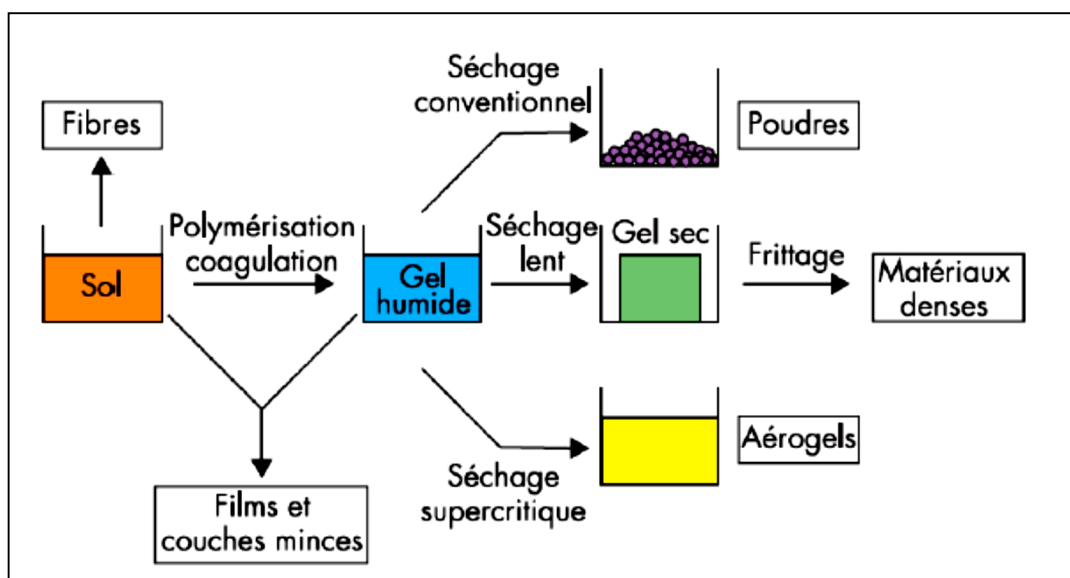 Séchage
conventionnel
Fibres
Poudres
Polymérisation
coagulation
Séchage
lent
Gel sec
Frittage
Sol
Gel
humide
Matériaux
denses
Aérogels
Séchage
supercritique
Films et
couches minces